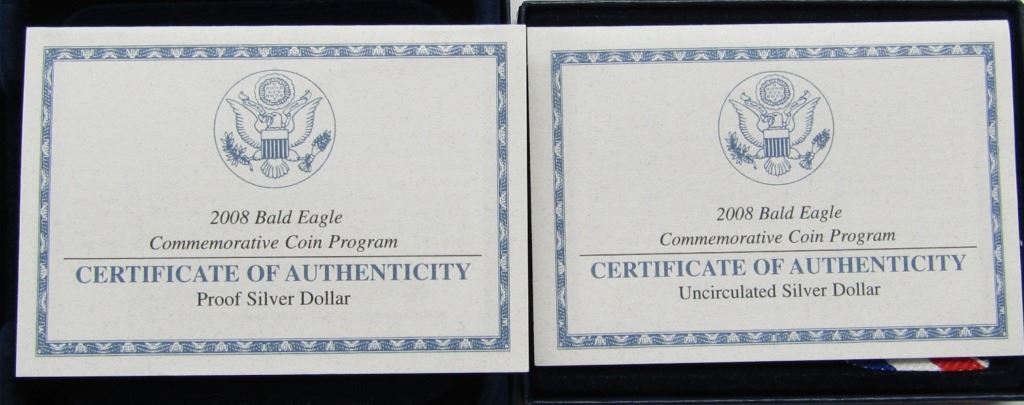 2008 Bald Eagle
Commemorative Coin Program
CERTIFICATE OF AUTHENTICITY
Proof Silver Dollar
2008 Bald Eagle
Commemorative Coin Program
CERTIFICATE OF AUTHENTICITY
Uncirculated Silver Dollar